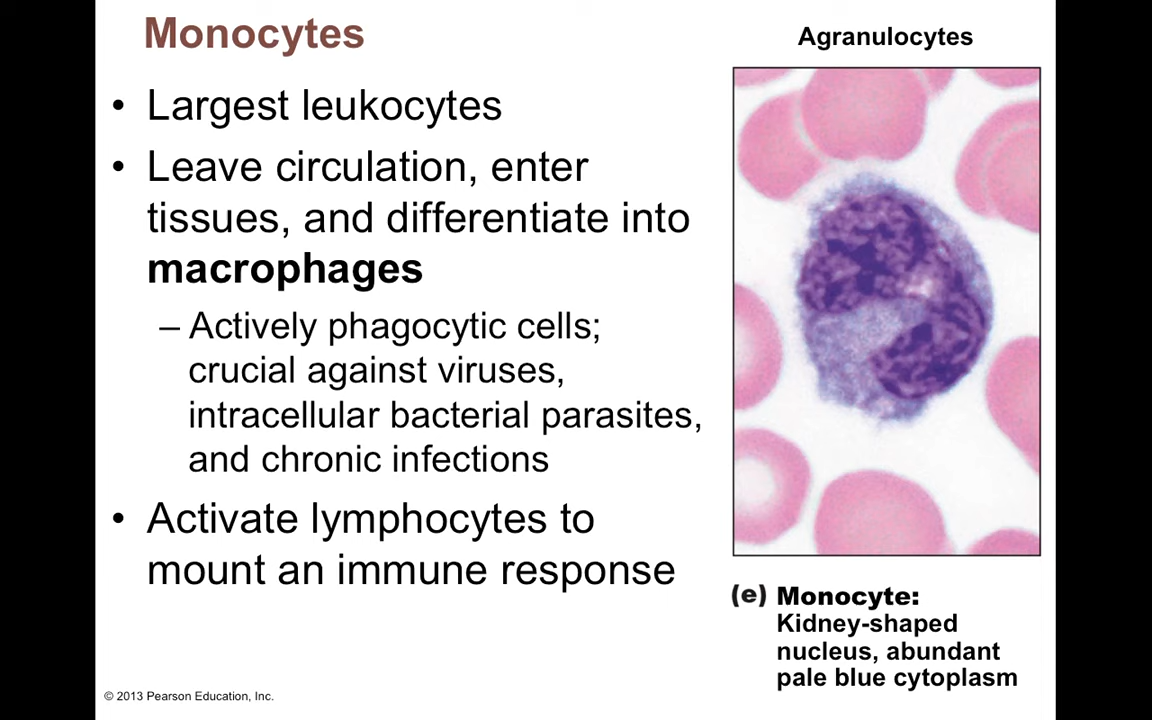 Monocytes
• Largest leukocytes
• Leave circulation, enter
tissues, and differentiate into
macrophages
– Actively phagocytic cells;
crucial against viruses,
intracellular bacterial parasites,
and chronic infections
• Activate lymphocytes to
mount an immune response
Agranulocytes
(e) Monocyte:
Kidney-shaped
nucleus, abundant
pale blue cytoplasm
© 2013 Pearson Education, Inc.